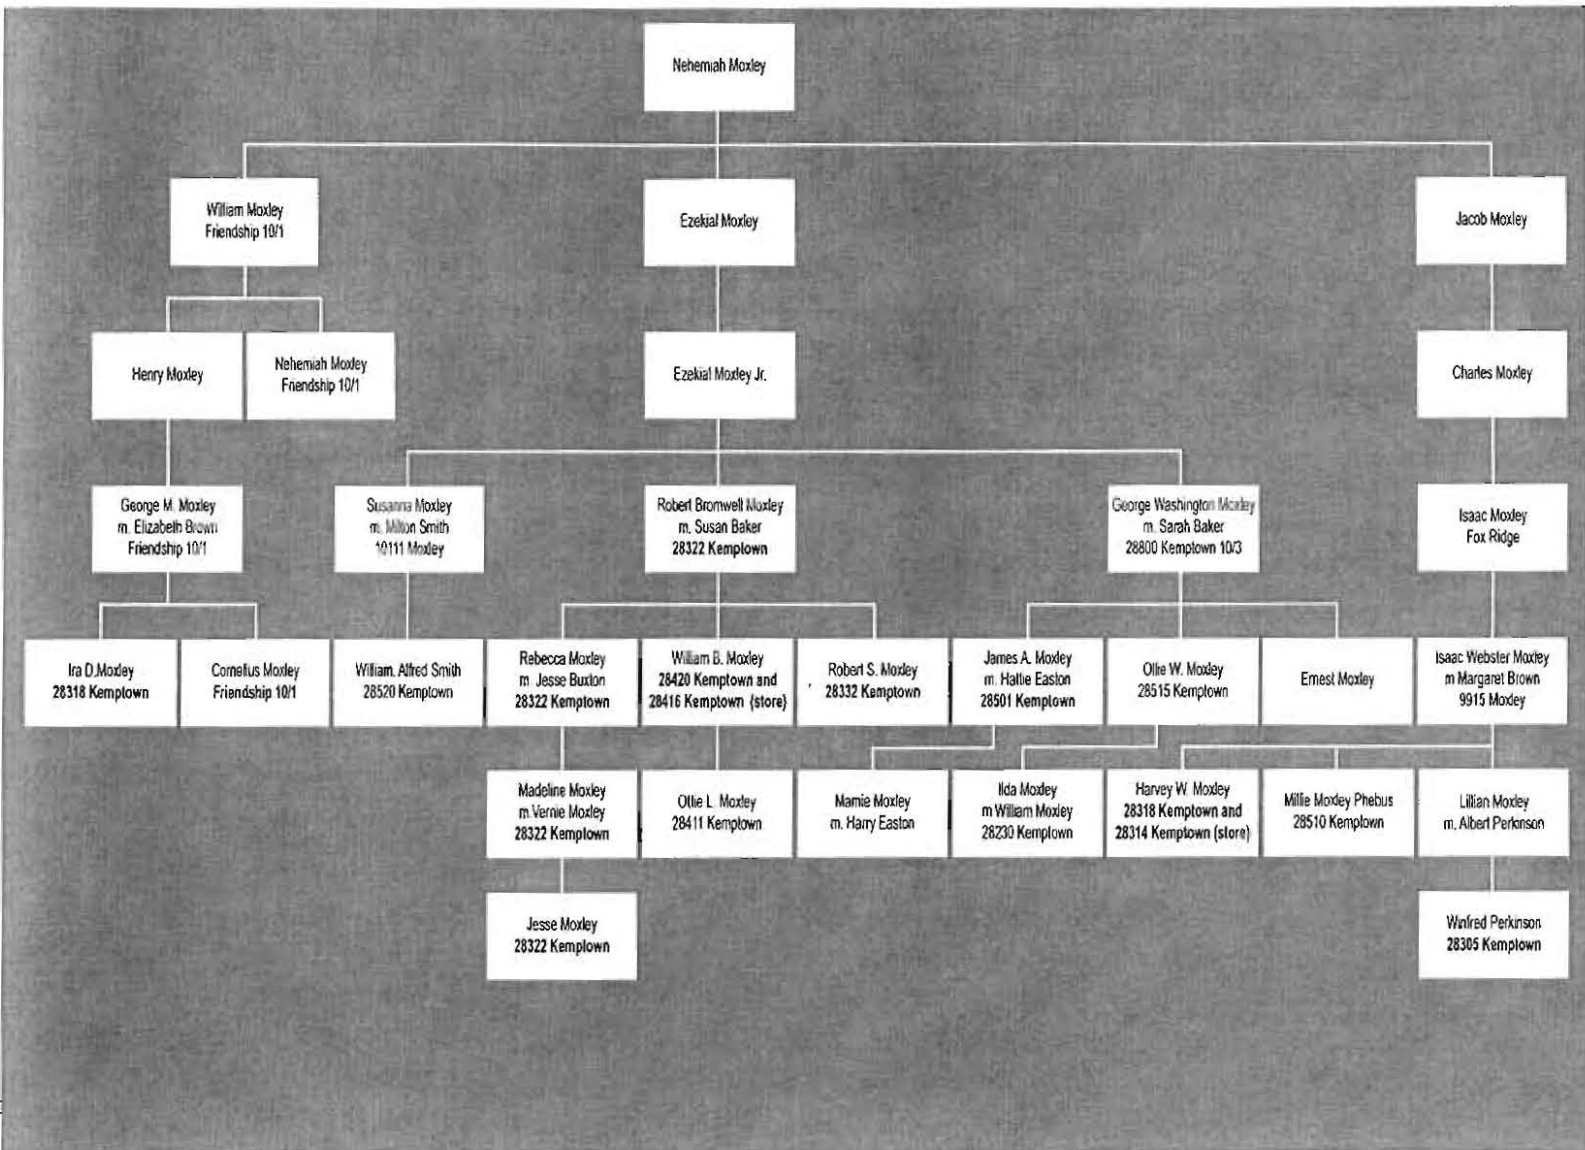 Nehemiah Moxley
William Moxley
Friendship 10/1
Ezekial Moxley
Jacob Moxley
Henry Moxley
Nehemiah Moxley
Friendship 10/1
Ezekial Moxley Jr.
Charles Moxley
George M. Moxley
m. Elizabeth Brown
Friendship 10/1
Susanna Moxley
m. Milton Smith
10111 Moxley
Robert Bromwell Moxley
m. Susan Baker
28322 Kemptown
George Washington Moxley
m. Sarah Baker
28800 Kemptown 10/3
Isaac Moxley
Fox Ridge
Ira D.Moxley
28318 Kemptown
Cornelius Moxley
Friendship 10/1
William. Alfred Smith
28520 Kemptown
Rebecca Moxley
m. Jesse Buxton
28322 Kemptown
William B. Moxley
28420 Kemptown and
28416 Kemptown (store)
Robert S. Moxley
28332 Kemptown
James A. Moxley
m. Hattie Easton
28501 Kemptown
Ollie W. Moxley
28515 Kemptown
Ernest Moxley
Isaac Webster Moxley
m Margaret Brown
9915 Moxley
Madeline Moxley
m. Vernie Moxley
28322 Kemptown
Ollie L. Moxley
28411 Kemptown
Mamie Moxley
m. Harry Easton
Ilda Moxley
m William Moxley
28230 Kemptown
Harvey W. Moxley
28318 Kemptown and
28314 Kemptown (store)
Millie Moxley Phebus
28510 Kemptown
Lillian Moxley
m. Albert Perkinson
Jesse Moxley
28322 Kemptown
Winfred Perkinson
28305 Kemptown